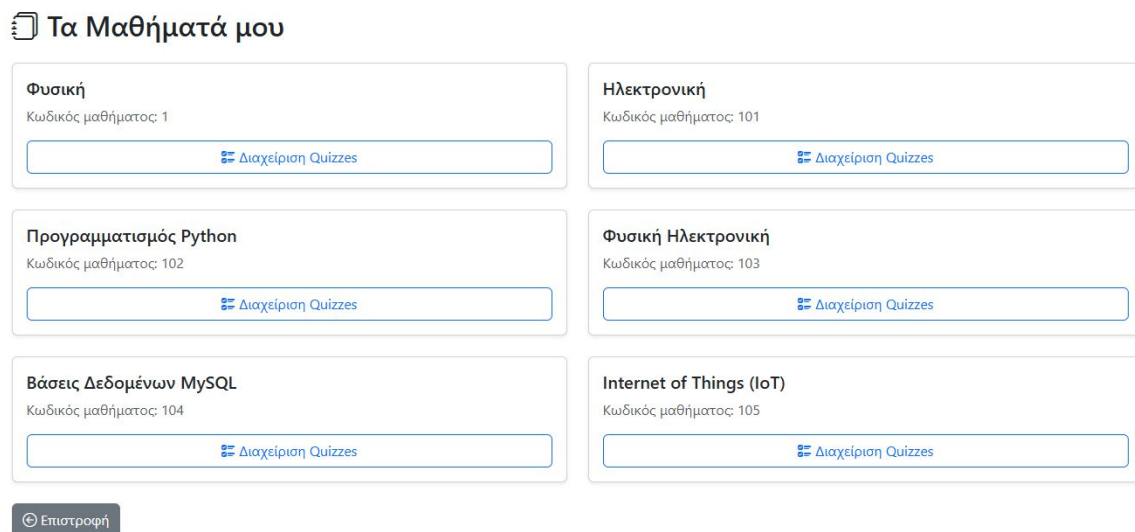 Τα Μαθήματά μου
Φυσική
Κωδικός μαθήματος: 1
Διαχείριση Quizzes
Ηλεκτρονική
Κωδικός μαθήματος: 101
Διαχείριση Quizzes
Προγραμματισμός Python
Κωδικός μαθήματος: 102
Διαχείριση Quizzes
Φυσική Ηλεκτρονική
Κωδικός μαθήματος: 103
Διαχείριση Quizzes
Βάσεις Δεδομένων MySQL
Κωδικός μαθήματος: 104
Διαχείριση Quizzes
Internet of Things (IoT)
Κωδικός μαθήματος: 105
Διαχείριση Quizzes
Επιστροφή